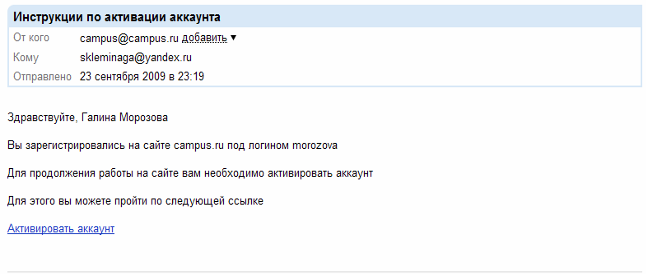 Инструкции по активации аккаунта
От кого campus@campus.ru добавить ▼
Кому skleminaga@yandex.ru
Отправлено 23 сентября 2009 в 23:19
Здравствуйте, Галина Морозова
Вы зарегистрировались на сайте campus.ru под логином morozova
Для продолжения работы на сайте вам необходимо активировать аккаунт
Для этого вы можете пройти по следующей ссылке
Активировать аккаунт